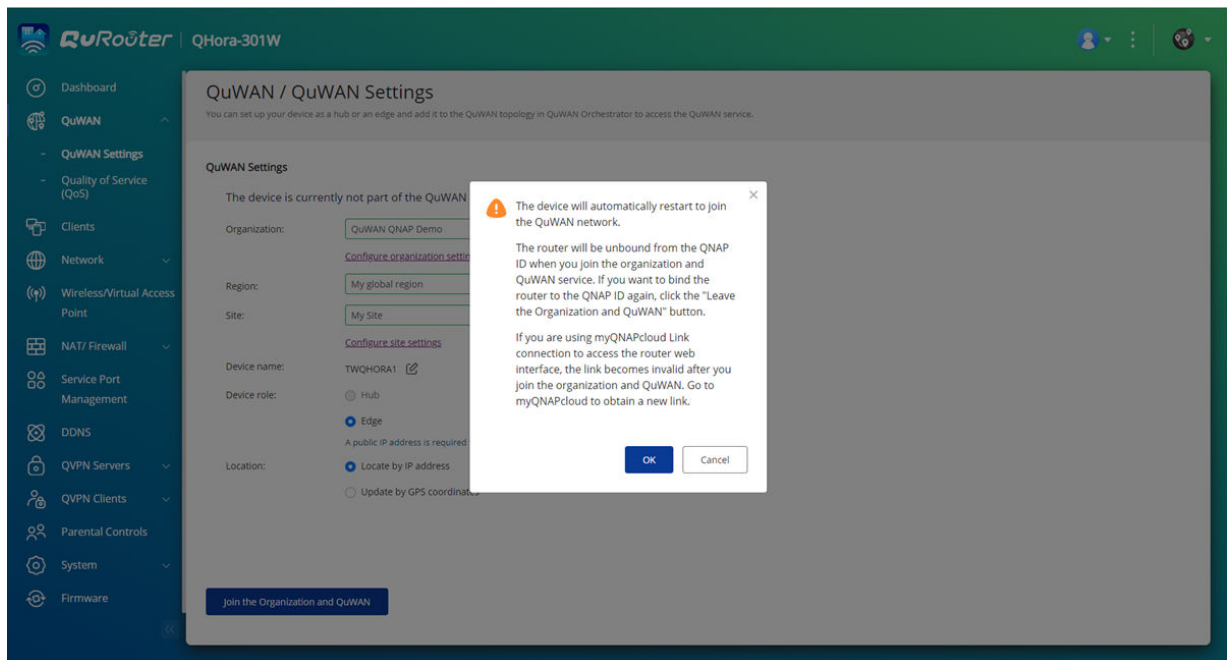 QuRouter | QHora-301W
Dashboard
QuWAN
QuWAN Settings
Quality of Service
(QoS)
Clients
Network
Wireless/Virtual Access
Point
NAT/ Firewall
Service Port
Management
DDNS
QVPN Servers
QVPN Clients
Parental Controls
System
Firmware
QuWAN / QuWAN Settings
You can set up your device as a hub or an edge and add it to the QuWAN topology in QuWAN Orchestrator to access the QuWAN service.
QuWAN Settings
The device is currently not part of the QuWAN
Organization:
QuWAN QNAP Demo
Configure organization settin
Region:
My global region
Site:
My Site
Configure site settings
Device name:
TWQHORA1
Device role:
Hub
Edge
A public IP address is required
Location:
Locate by IP address
Update by GPS coordinates
Join the Organization and QuWAN
The device will automatically restart to join
the QuWAN network.
The router will be unbound from the QNAP
ID when you join the organization and
QuWAN service. If you want to bind the
router to the QNAP ID again, click the "Leave
the Organization and QuWAN" button.
If you are using myQNAPcloud Link
connection to access the router web
interface, the link becomes invalid after you
join the organization and QuWAN. Go to
myQNAPcloud to obtain a new link.
OK
Cancel